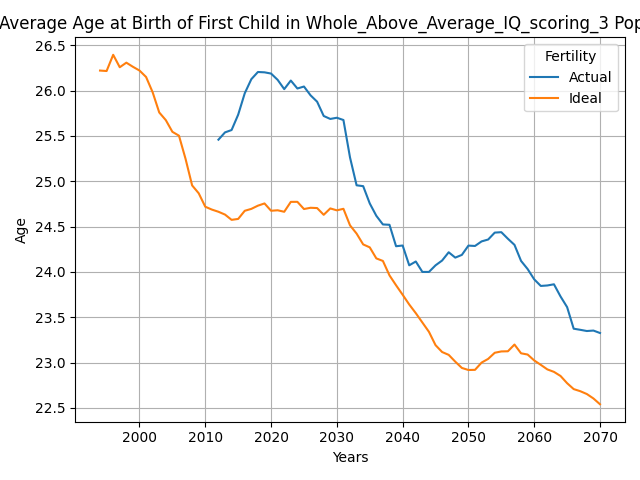 Average Age at Birth of First Child in Whole_Above_Average_IQ_scoring_3 Pop
Fertility
Actual
Ideal
26.5
26.0
25.5
25.0
24.5
24.0
23.5
23.0
22.5
Age
2000
2010
2020
2030
2040
2050
2060
2070
Years